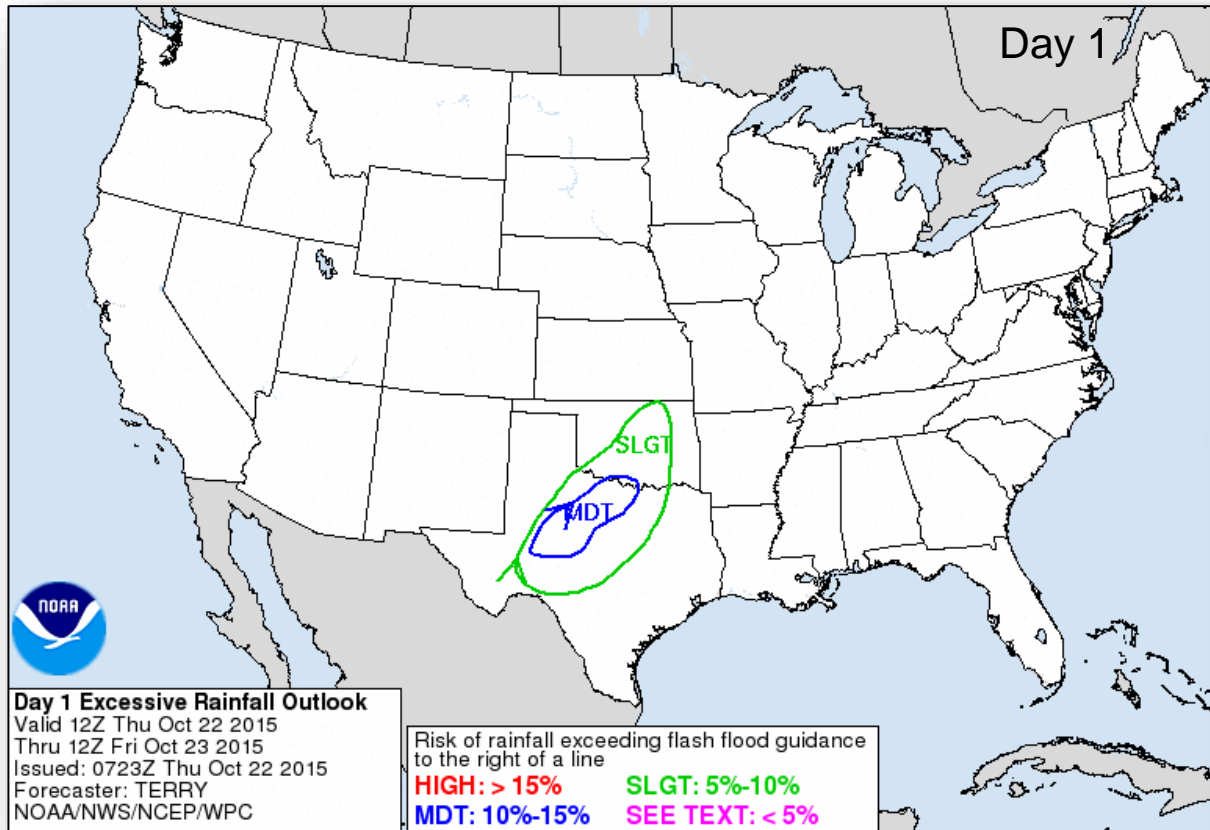 Day 1
SLGT
MDT
NOAA
Day 1 Excessive Rainfall Outlook
Valid 12Z Thu Oct 22 2015
Thru 12Z Fri Oct 23 2015
Issued: 0723Z Thu Oct 22 2015
Forecaster: TERRY
NOAA/NWS/NCEP/WPC
Risk of rainfall exceeding flash flood guidance
to the right of a line
HIGH: > 15% SLGT: 5%-10%
MDT: 10%-15% SEE TEXT: < 5%